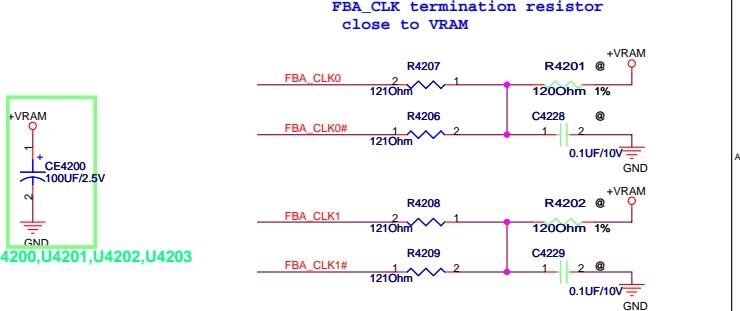 FBA_CLK termination resistor
close to VRAM
+VRAM
R4207
R4201 @
FBA_CLK0
2
1
121Ohm
120Ohm 1%
R4206
C4228
@
FBA_CLK0#
1
2
1
2
121Ohm
0.1UF/10V
GND
+VRAM
1
+
CE4200
100UF/2.5V
2
GND
4200,U4201,U4202,U4203
A
+VRAM
R4208
R4202 @
FBA_CLK1
2
1
121Ohm
120Ohm 1%
R4209
C4229
FBA_CLK1#
1
2
1
2
@
121Ohm
0.1UF/10V
GND